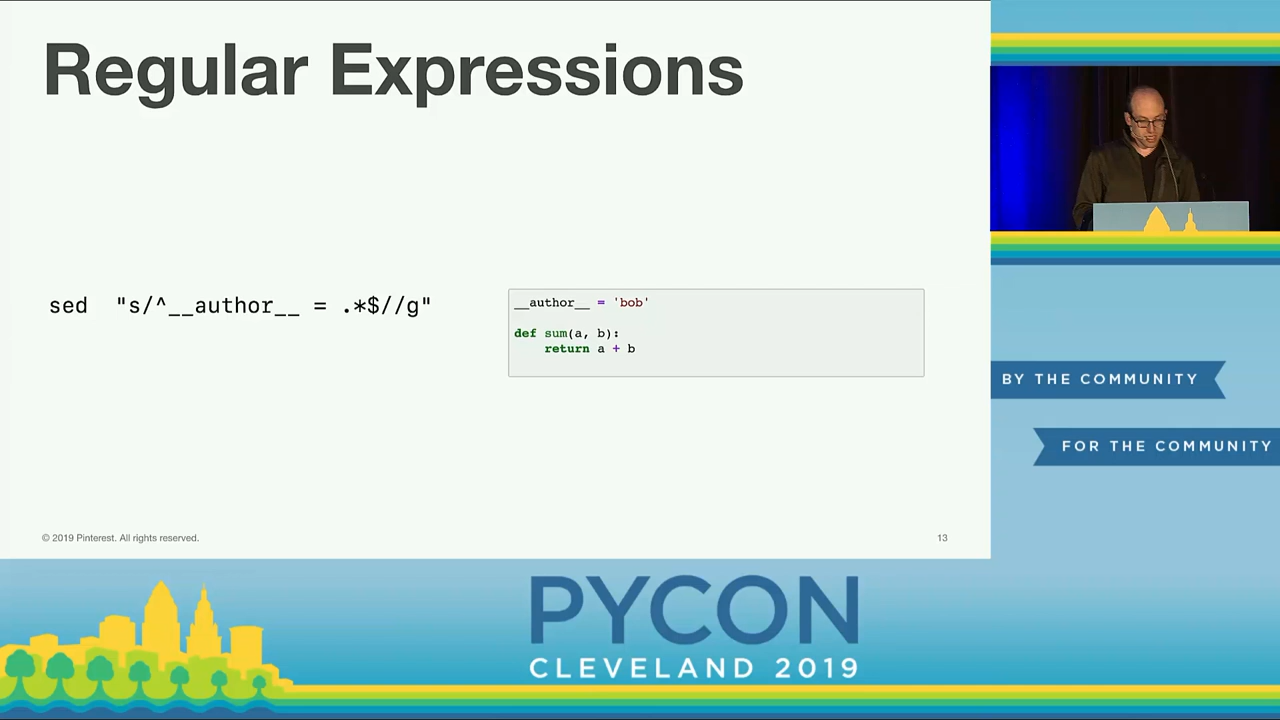 Regular Expressions
sed  "s/^__author__ = .*$//g"
__author__ = 'bob'
def sum(a, b):
    return a + b
© 2019 Pinterest. All rights reserved.
13
BY THE COMMUNITY
FOR THE COMMUNITY
PYCON
CLEVELAND 2019